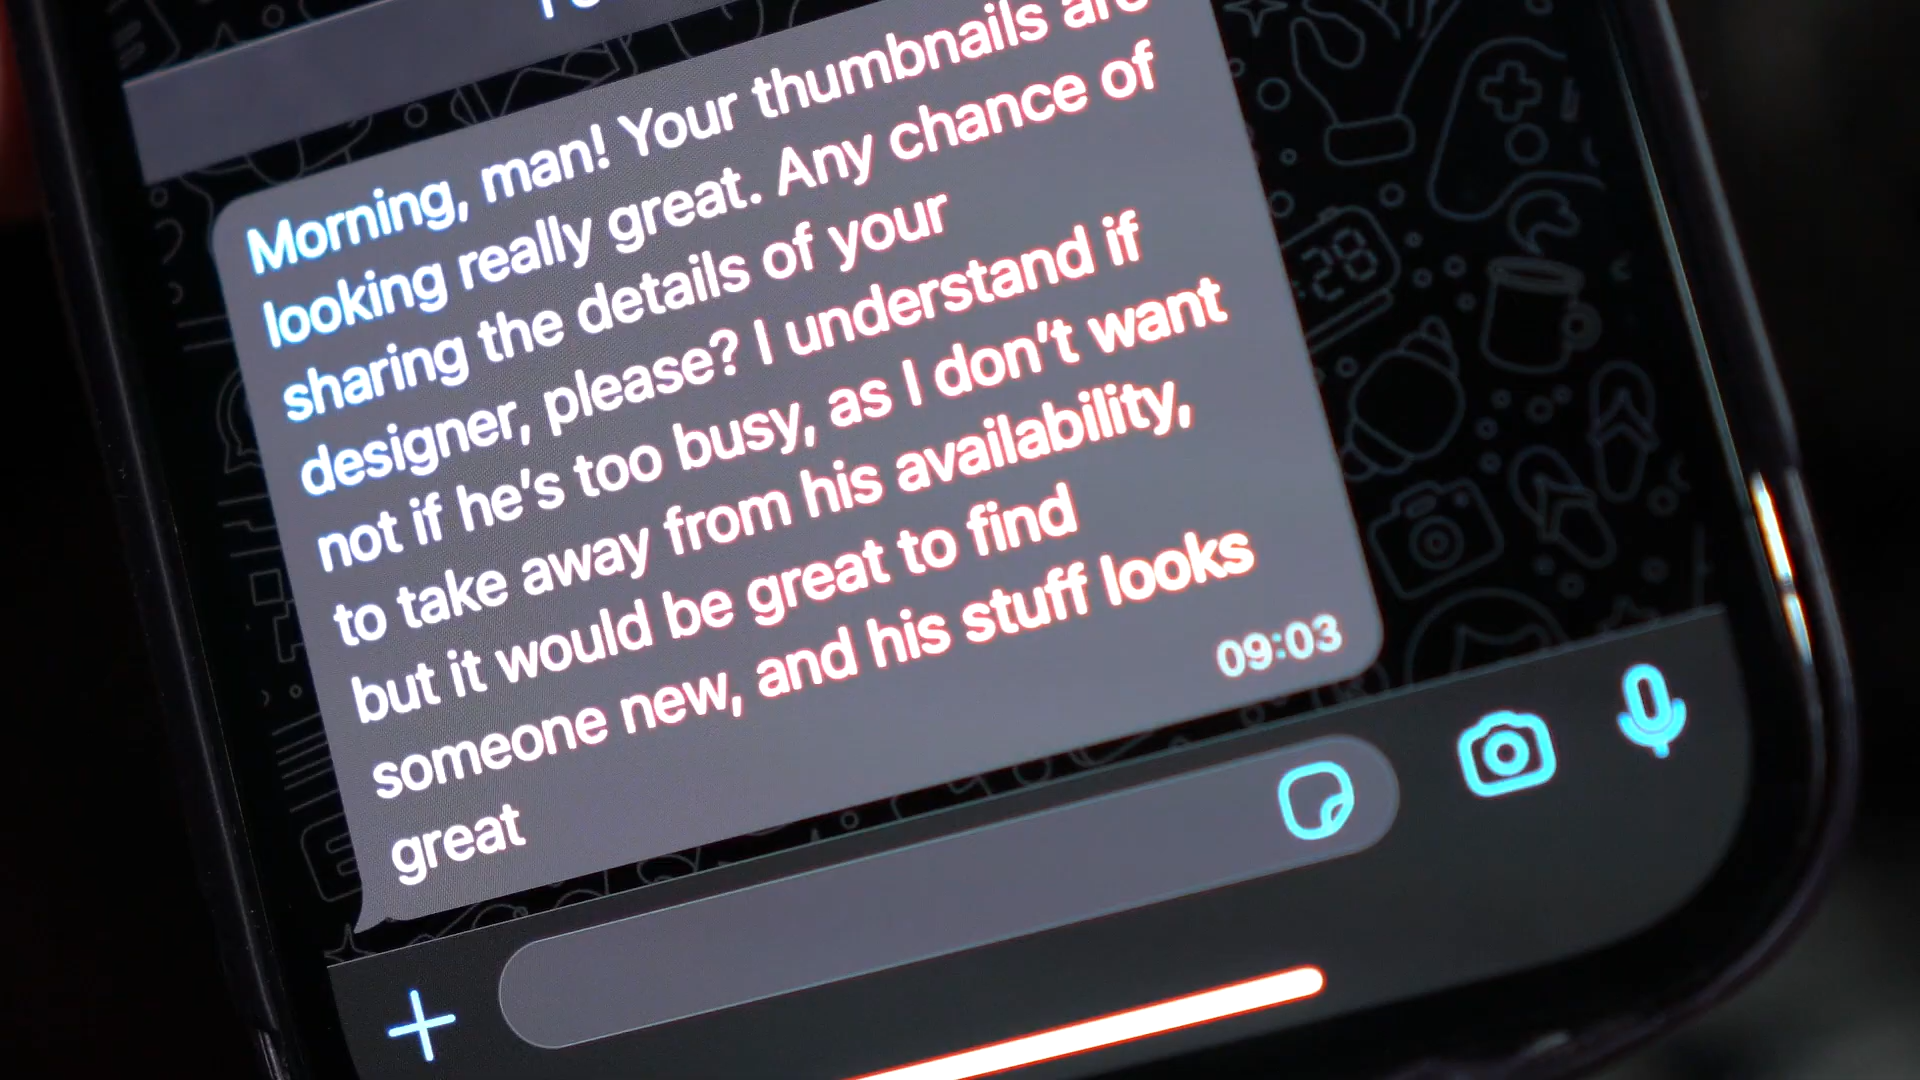 Morning, man! Your thumbnails are
looking really great. Any chance of
sharing the details of your
designer, please? I understand if
not if he's too busy, as I don't want
to take away from his availability,
but it would be great to find
someone new, and his stuff looks
great
09:03
28